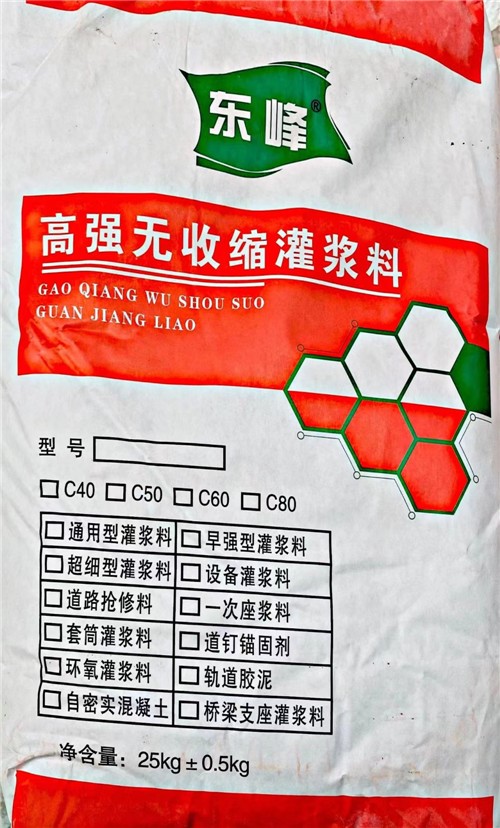 东峰®
高强无收缩灌浆料
GAO QIANG WU SHOU SUO
GUAN JIANG LIAO
型号
□C40 □C50 □C60 □C80
□通用型灌浆料 □早强型灌浆料
□超细型灌浆料 □设备灌浆料
□道路抢修料 □一次座浆料
□套筒灌浆料 □道钉锚固剂
□环氧灌浆料 □轨道胶泥
□自密实混凝土 □桥梁支座灌浆料
净含量：25kg±0.5kg